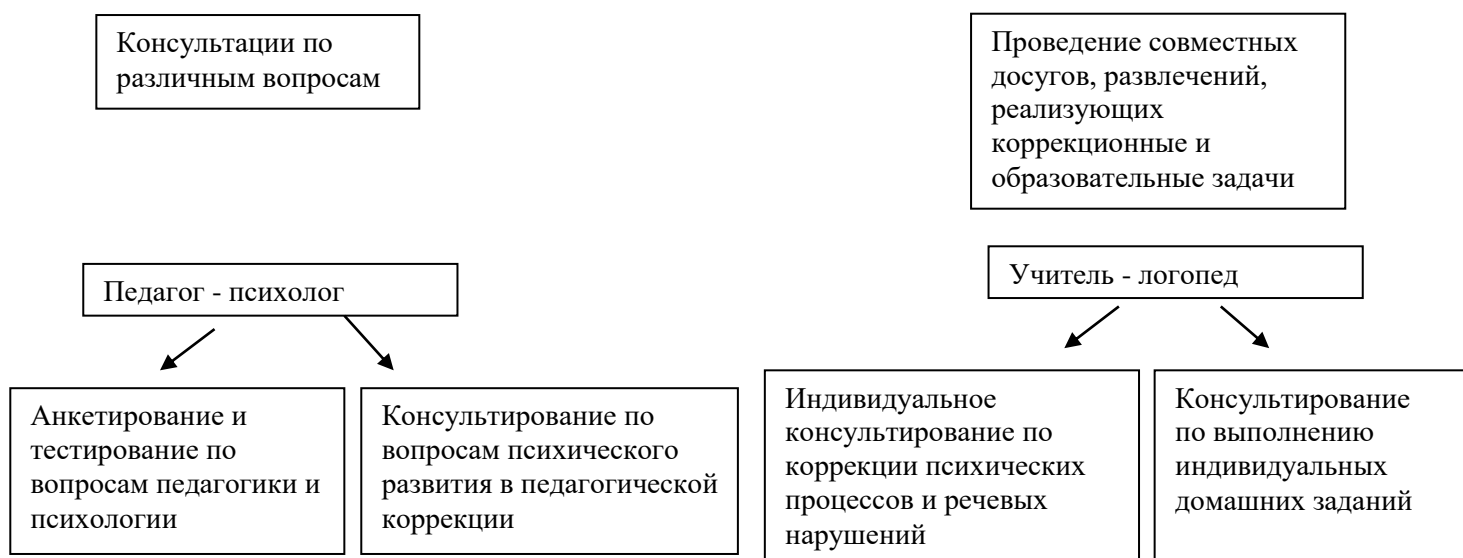 Консультации по
различным вопросам
Проведение совместных
досугов, развлечений,
реализующих
коррекционные и
образовательные задачи
Педагог - психолог
Учитель - логопед
Анкетирование и
тестирование по
вопросам педагогики и
психологии
Консультирование по
вопросам психического
развития в педагогической
коррекции
Индивидуальное
консультирование по
коррекции психических
процессов и речевых
нарушений
Консультирование
по выполнению
индивидуальных
домашних заданий